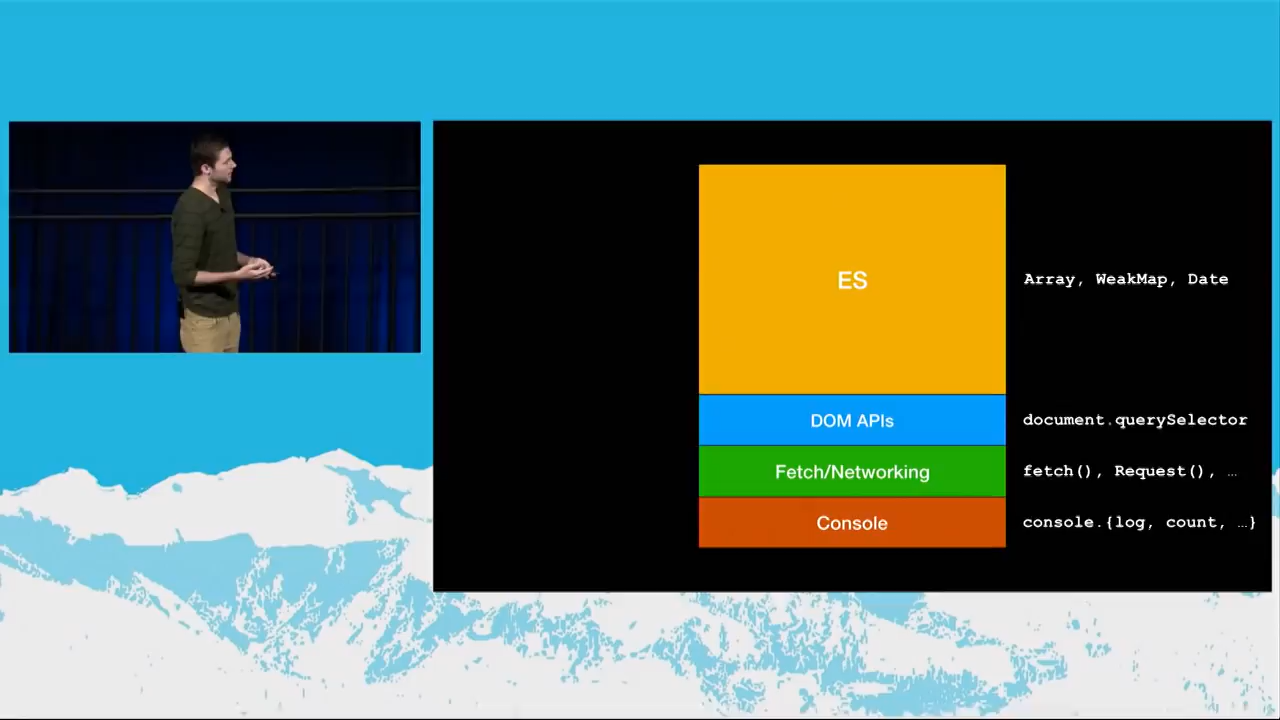 ES
Array, WeakMap, Date
DOM APIs
document.querySelector
Fetch/Networking
fetch(), Request(), …
Console
console.{log, count, …}